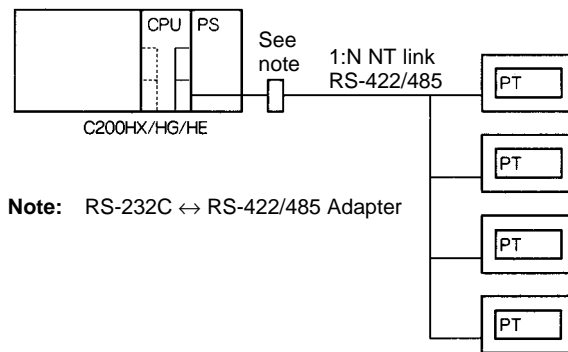 CPU PS
See
note
1:N NT link
RS-422/485
PT
C200HX/HG/HE
PT
Note: RS-232C ↔ RS-422/485 Adapter
PT
PT